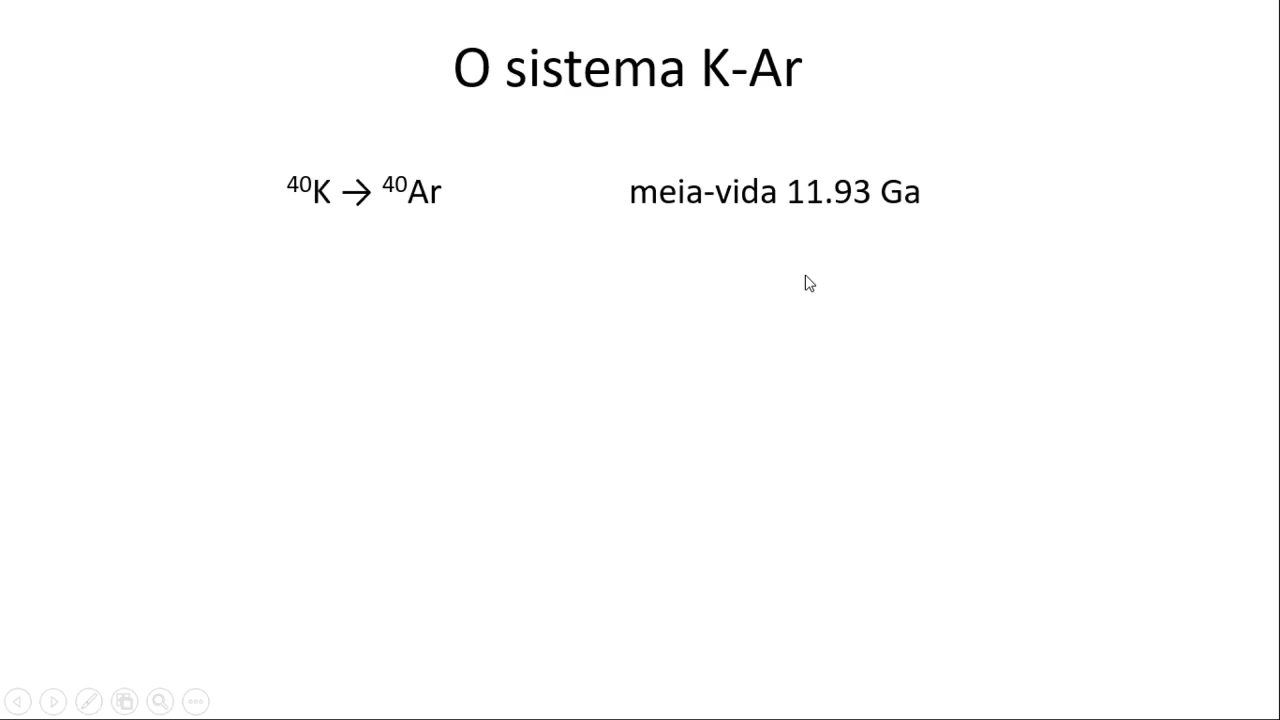 O sistema K-Ar
⁴⁰K → ⁴⁰Ar meia-vida 11.93 Ga